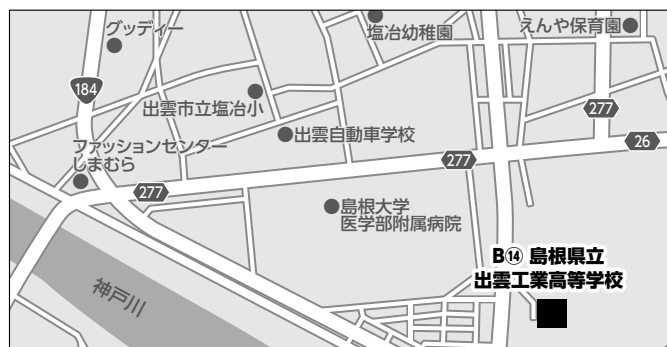 グッディー
塩冶幼稚園
えんや保育園
184
出雲市立塩冶小
277
出雲自動車学校
26
ファッションセンター
しまむら
277
277
島根大学
医学部附属病院
B⑭ 島根県立
出雲工業高等学校
神戸川